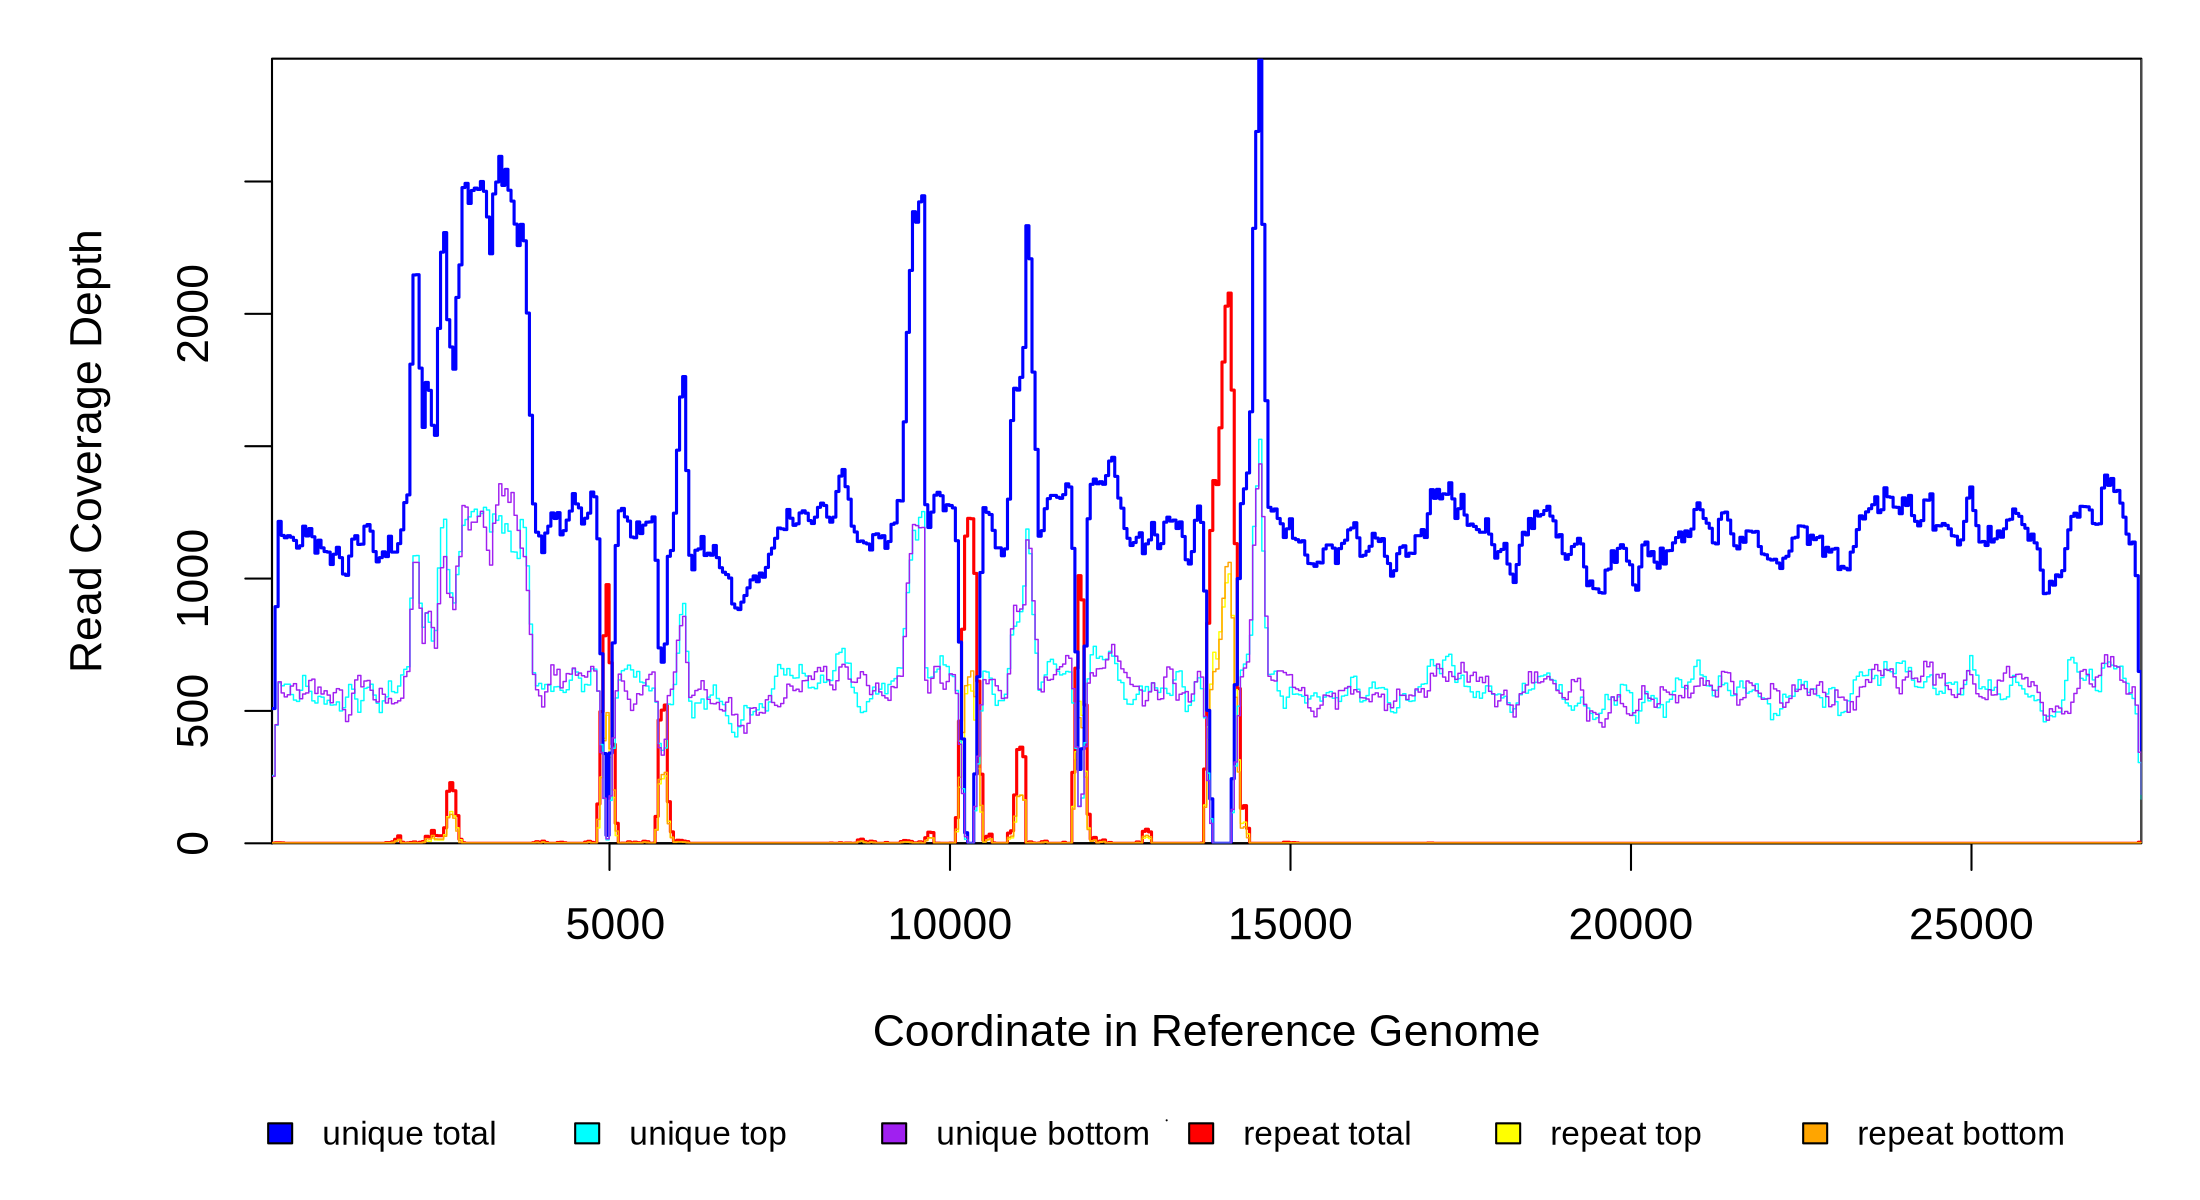 Read Coverage Depth
2000
1000
500
0
5000 10000 15000 20000 25000
Coordinate in Reference Genome
unique total unique top unique bottom repeat total repeat top repeat bottom